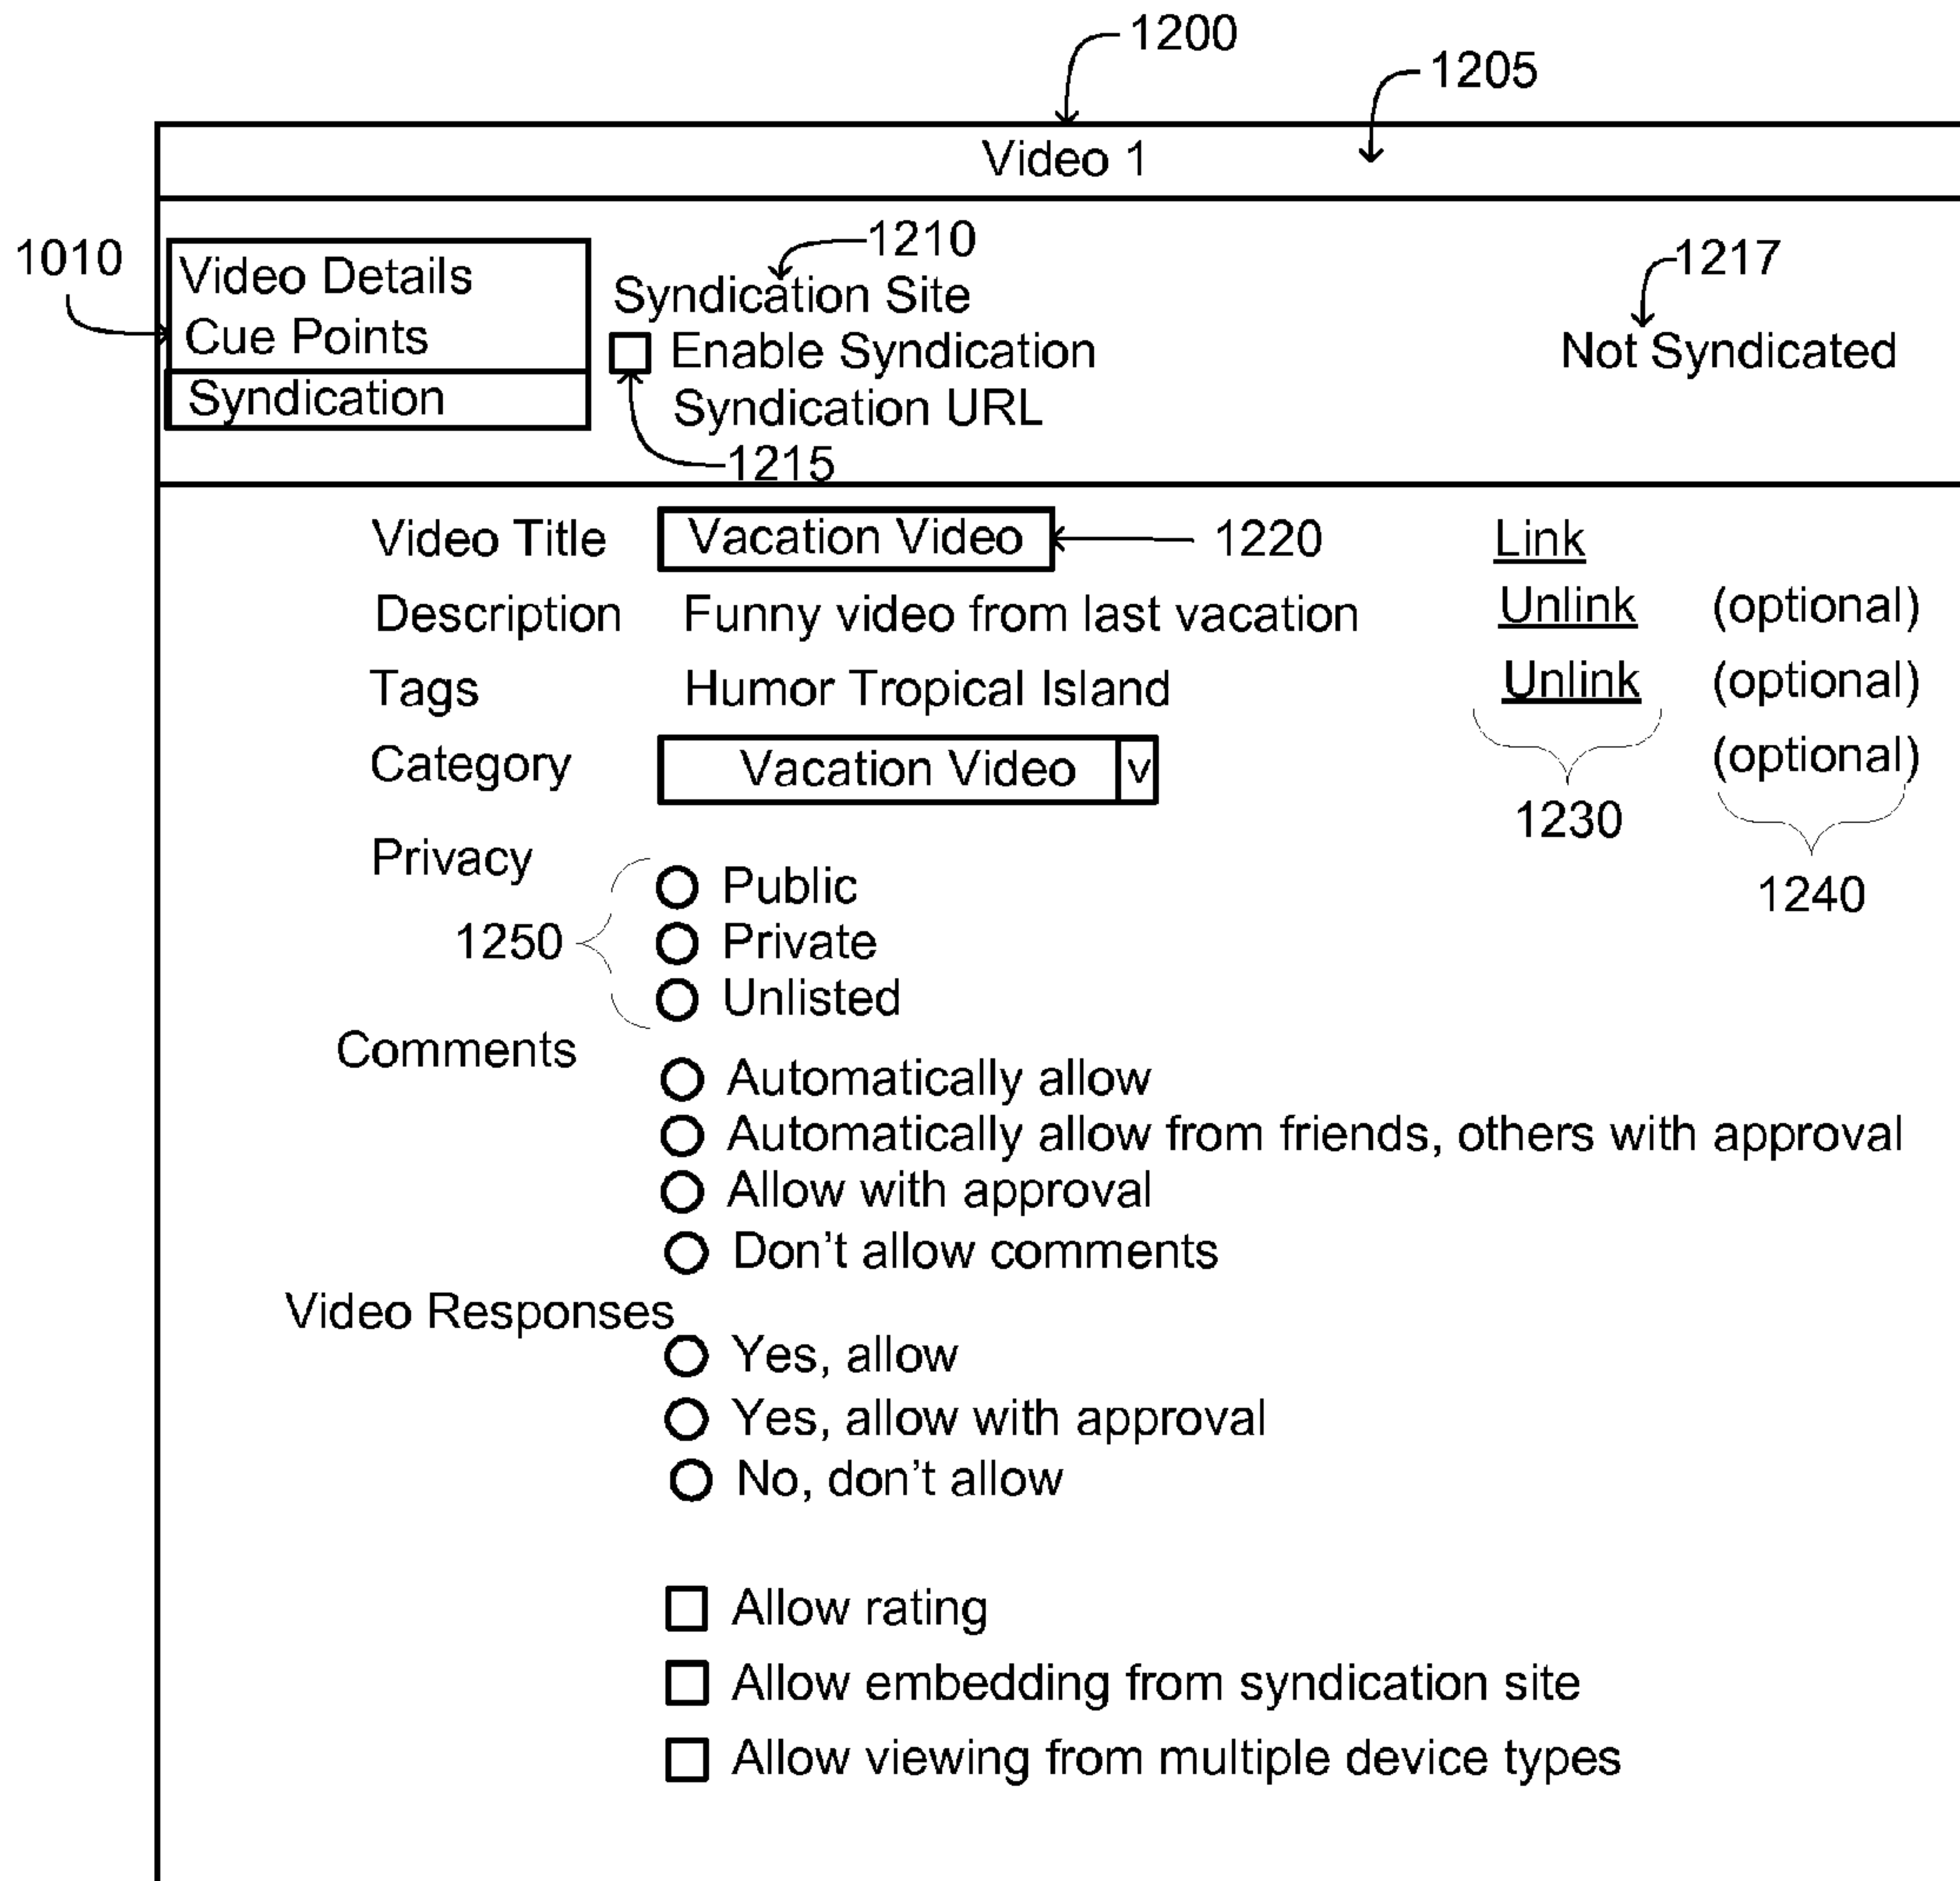 1200
1205
Video 1
1010
Video Details
Cue Points
Syndication
1210
Syndication Site
Enable Syndication
Syndication URL
1215
1217
Not Syndicated
Video Title Vacation Video 1220 Link
Description Funny video from last vacation Unlink (optional)
Tags Humor Tropical Island Unlink (optional)
Category Vacation Video v (optional)
1230
1240
Privacy
1250
Public
Private
Unlisted
Comments
Automatically allow
Automatically allow from friends, others with approval
Allow with approval
Don't allow comments
Video Responses
Yes, allow
Yes, allow with approval
No, don't allow
Allow rating
Allow embedding from syndication site
Allow viewing from multiple device types